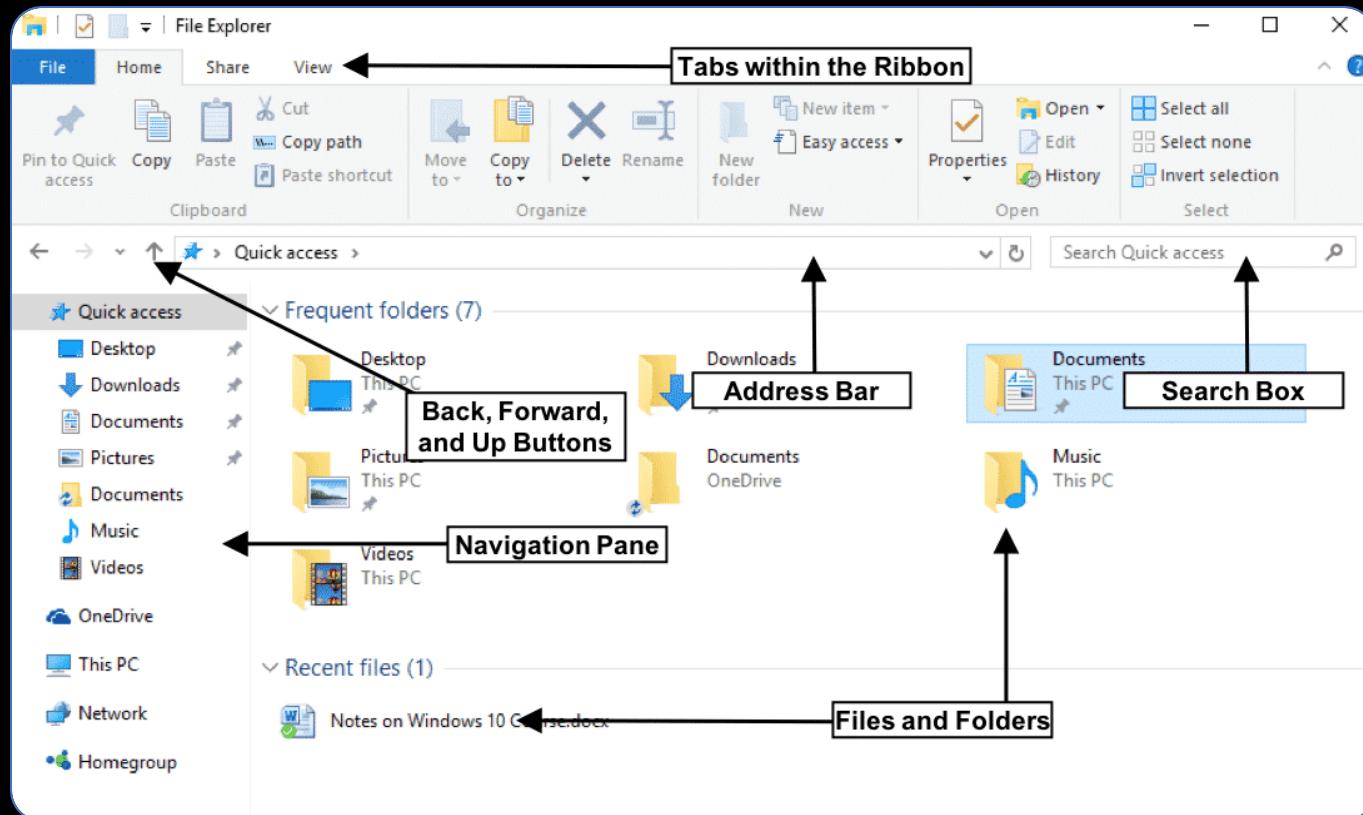 File Explorer
File Home Share View
Tabs within the Ribbon
Pin to Quick access
Copy
Paste
Cut
Copy path
Paste shortcut
Clipboard
Move to
Copy to
Delete
Rename
Organize
New folder
New item
Easy access
New
Properties
Open
Edit
History
Open
Select all
Select none
Invert selection
Select
Quick access
Search Quick access
Quick access
Desktop
Downloads
Documents
Pictures
Documents
Music
Videos
OneDrive
This PC
Network
Homegroup
Frequent folders (7)
Desktop
This PC
Downloads
Documents
This PC
Address Bar
Search Box
Back, Forward,
and Up Buttons
This PC
Documents
OneDrive
Music
This PC
Navigation Pane
Videos
This PC
Recent files (1)
Notes on Windows 10
Files and Folders